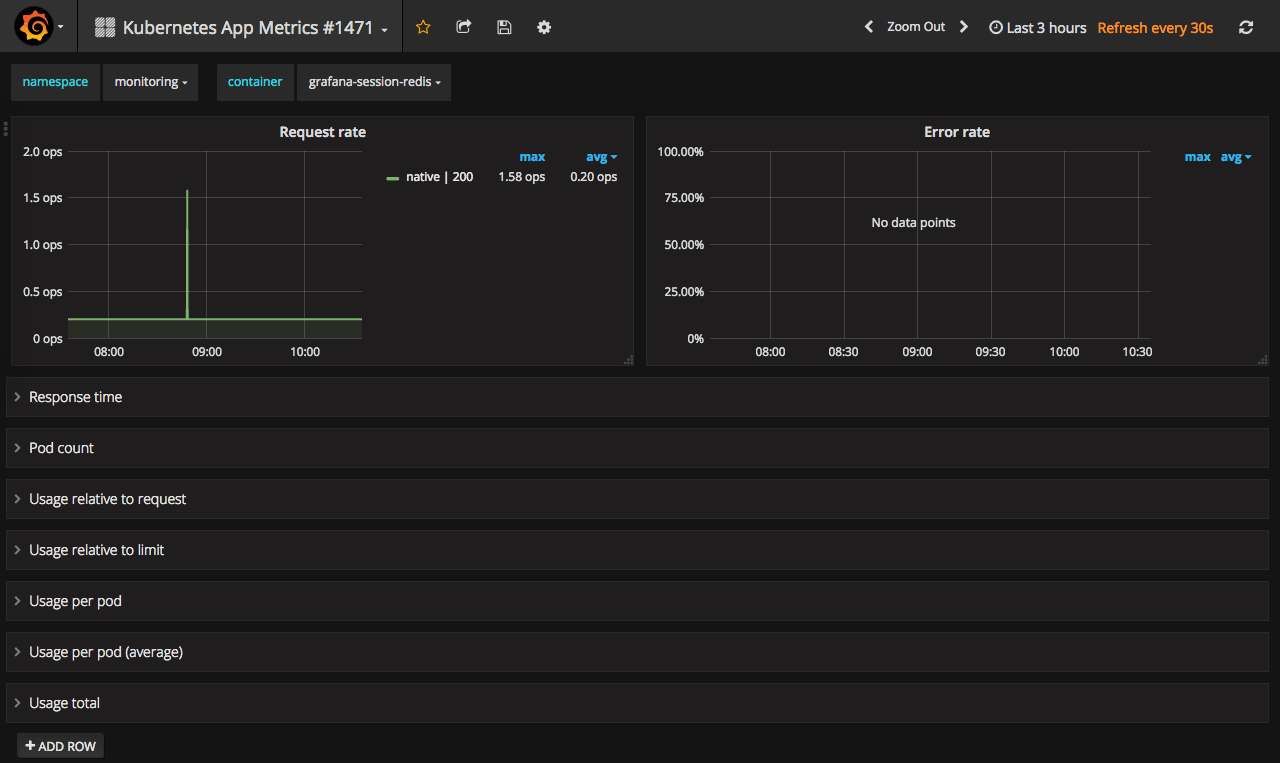 Kubernetes App Metrics #1471 Zoom Out Last 3 hours Refresh every 30s
namespace monitoring container grafana-session-redis
Request rate
2.0 ops
1.5 ops
1.0 ops
0.5 ops
0 ops
08:00 09:00 10:00
max avg
native | 200 1.58 ops 0.20 ops
Error rate
100.00%
75.00%
50.00%
25.00%
0%
No data points
08:00 08:30 09:00 09:30 10:00 10:30
max avg
Response time
Pod count
Usage relative to request
Usage relative to limit
Usage per pod
Usage per pod (average)
Usage total
+ ADD ROW